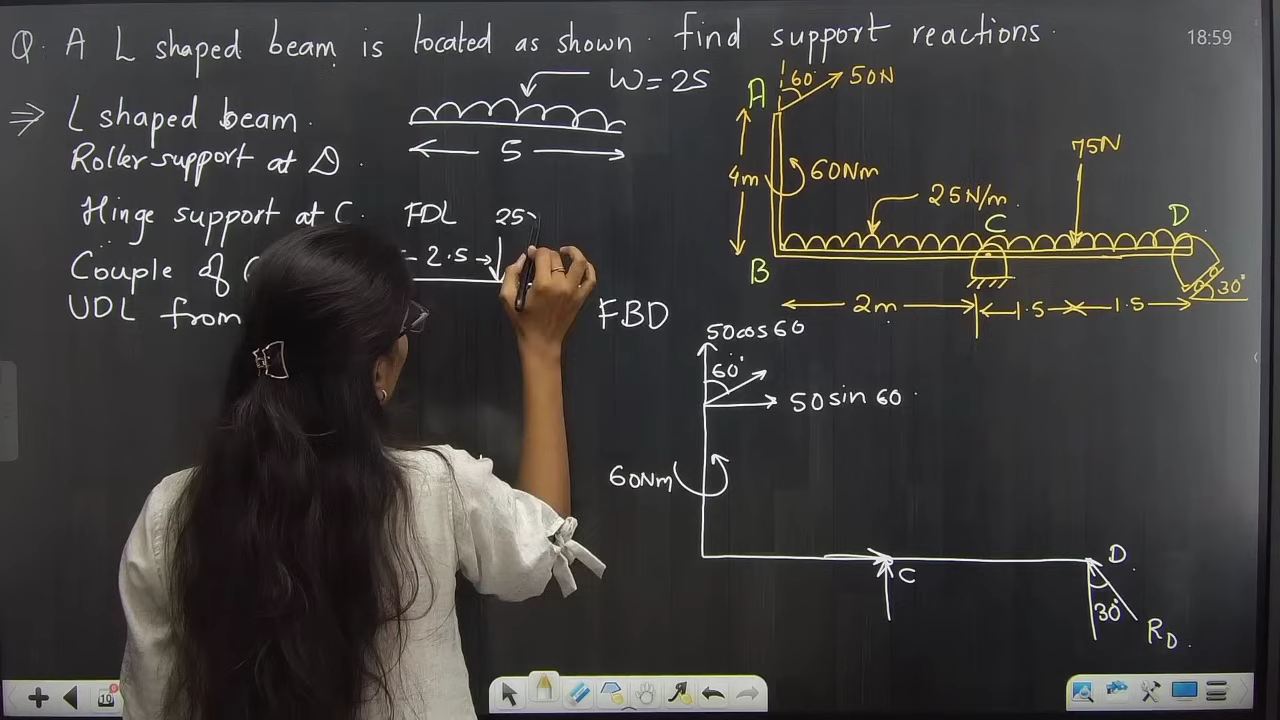 Q. A L shaped beam is located as shown. find support reactions.
18:59
⇒ L shaped beam.
Roller support at D.
Hinge support at C.
Couple of
UDL from
W = 25
5
FDL 25
2.5
FBD
A
60°
50N
4m
60Nm
25N/m
75N
C
D
B
30°
2m
1.5
1.5
50cos60
60°
50sin60
60Nm
C
D.
30°
RD.
10